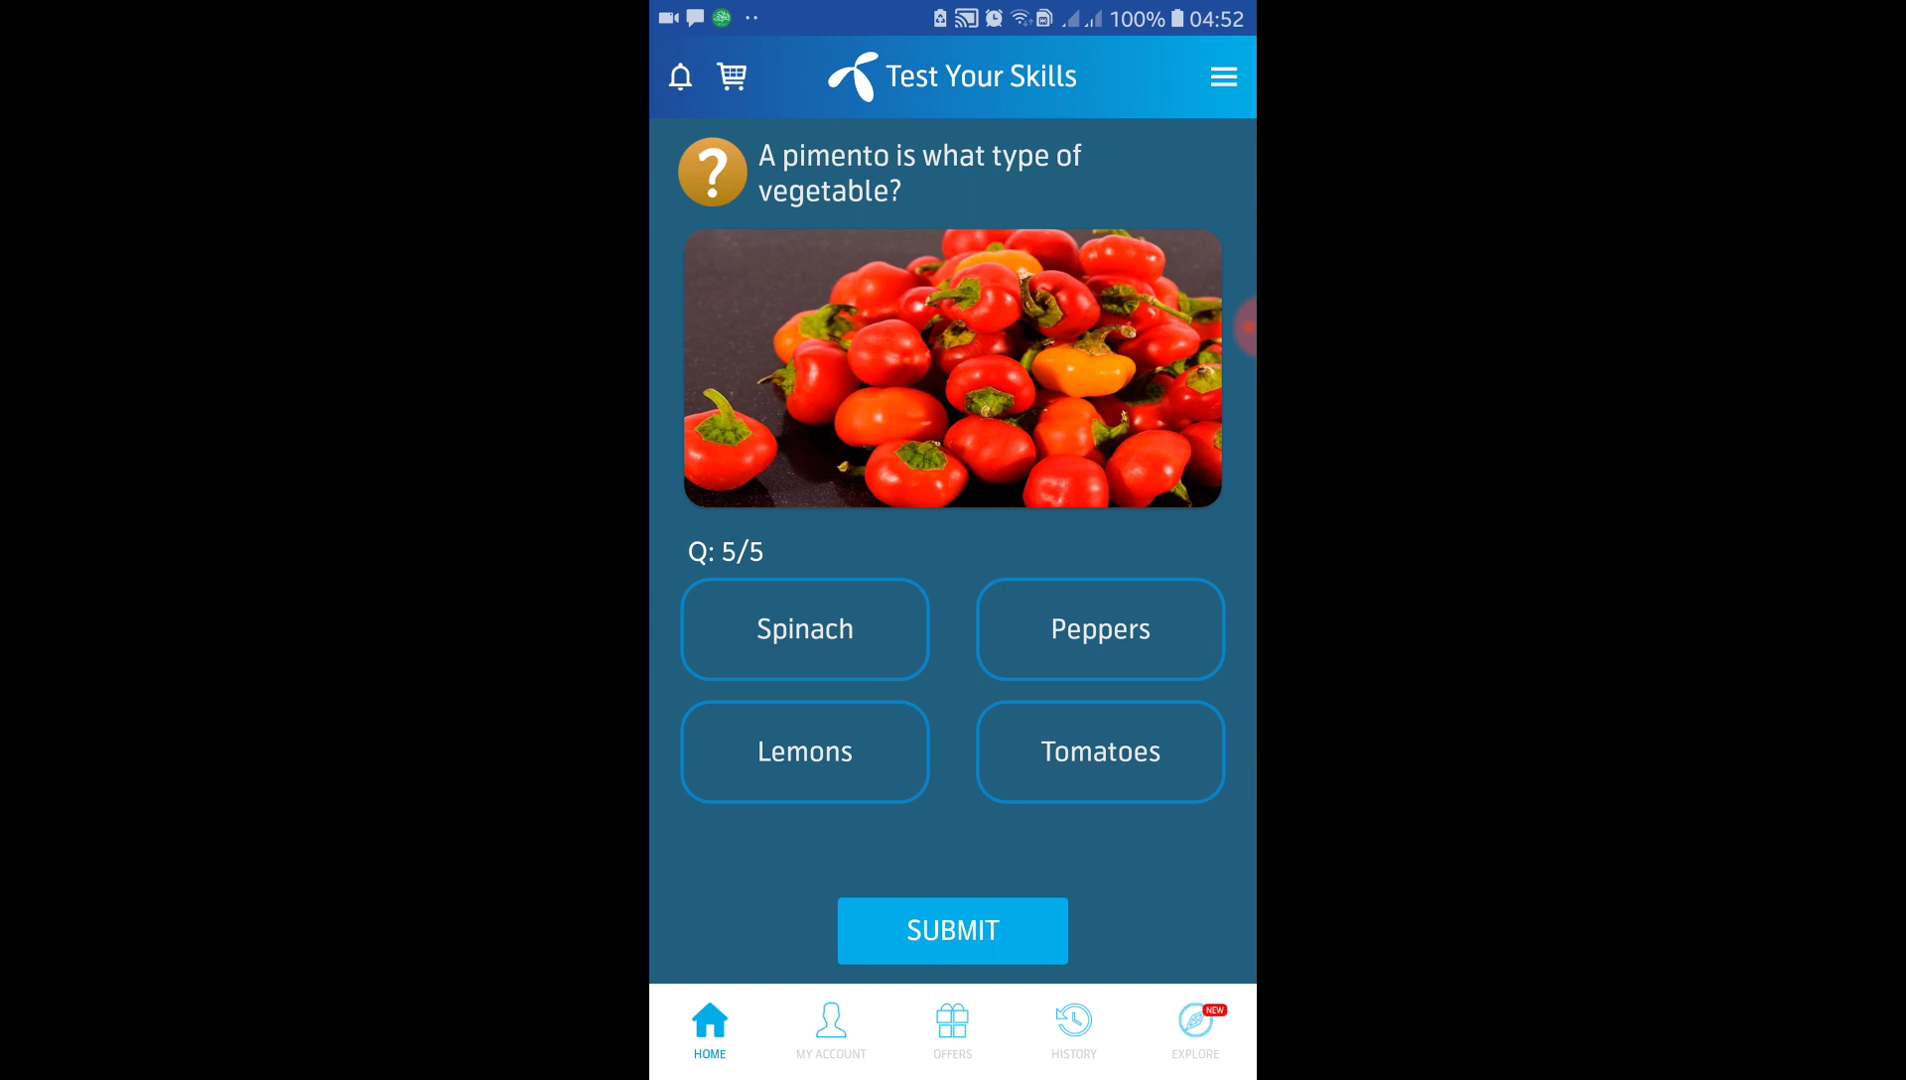 100% 04:52
Test Your Skills
A pimento is what type of
vegetable?
Q: 5/5
Spinach
Peppers
Lemons
Tomatoes
SUBMIT
NEW
HOME
MY ACCOUNT
OFFERS
HISTORY
EXPLORE